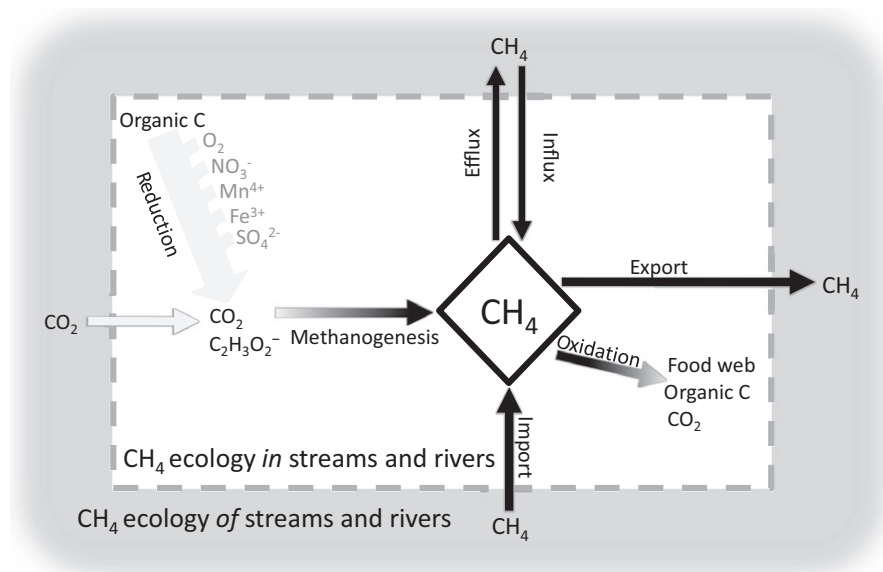 CH₄
Organic C
O₂
NO₃⁻
Mn⁴⁺
Fe³⁺
SO₄²⁻
Reduction
Efflux
Influx
Export
CH₄
CH₄
CO₂
CO₂
C₂H₃O₂⁻
Methanogenesis
Oxidation
Food web
Organic C
CO₂
Import
CH₄ ecology in streams and rivers
CH₄ ecology of streams and rivers
CH₄